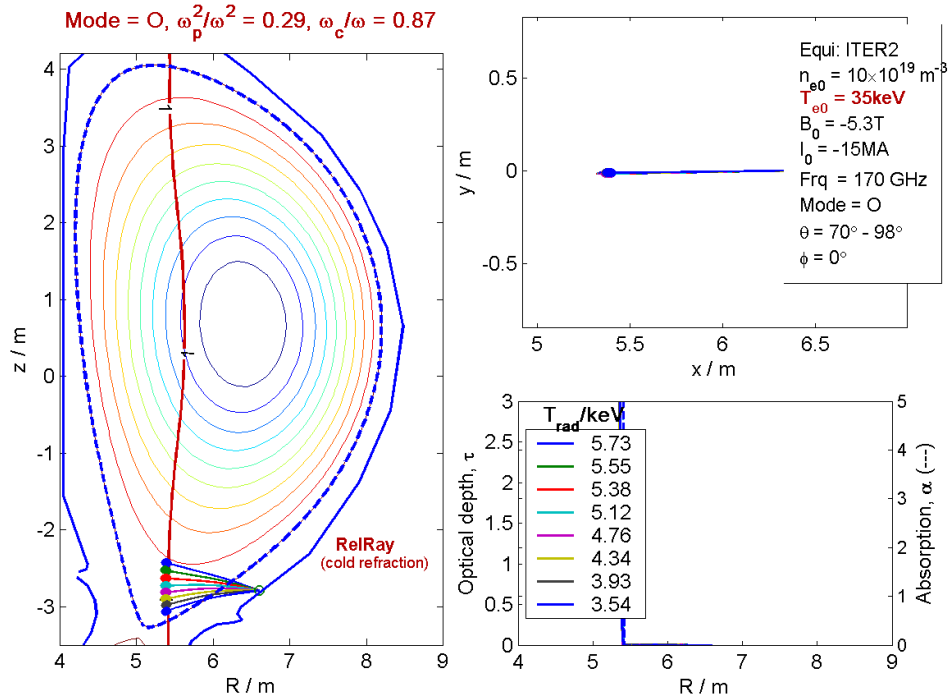 Mode = O, ω_p^2/ω^2 = 0.29, ω_c/ω = 0.87
4
3
2
1
0
-1
-2
-3
4
5
6
7
8
9
z / m
R / m
1
1
RelRay
(cold refraction)
0.5
0
-0.5
5
5.5
6
6.5
y / m
x / m
Equi: ITER2
n_e0 = 10×10^19 m^-3
T_e0 = 35keV
B_0 = -5.3T
I_0 = -15MA
Frq = 170 GHz
Mode = O
θ = 70° - 98°
ϕ = 0°
3
2.5
2
1.5
1
0.5
0
Optical depth, τ
T_rad/keV
5.73
5.55
5.38
5.12
4.76
4.34
3.93
3.54
5
4
3
2
1
0
Absorption, α (---)
4
5
6
7
8
9
R / m